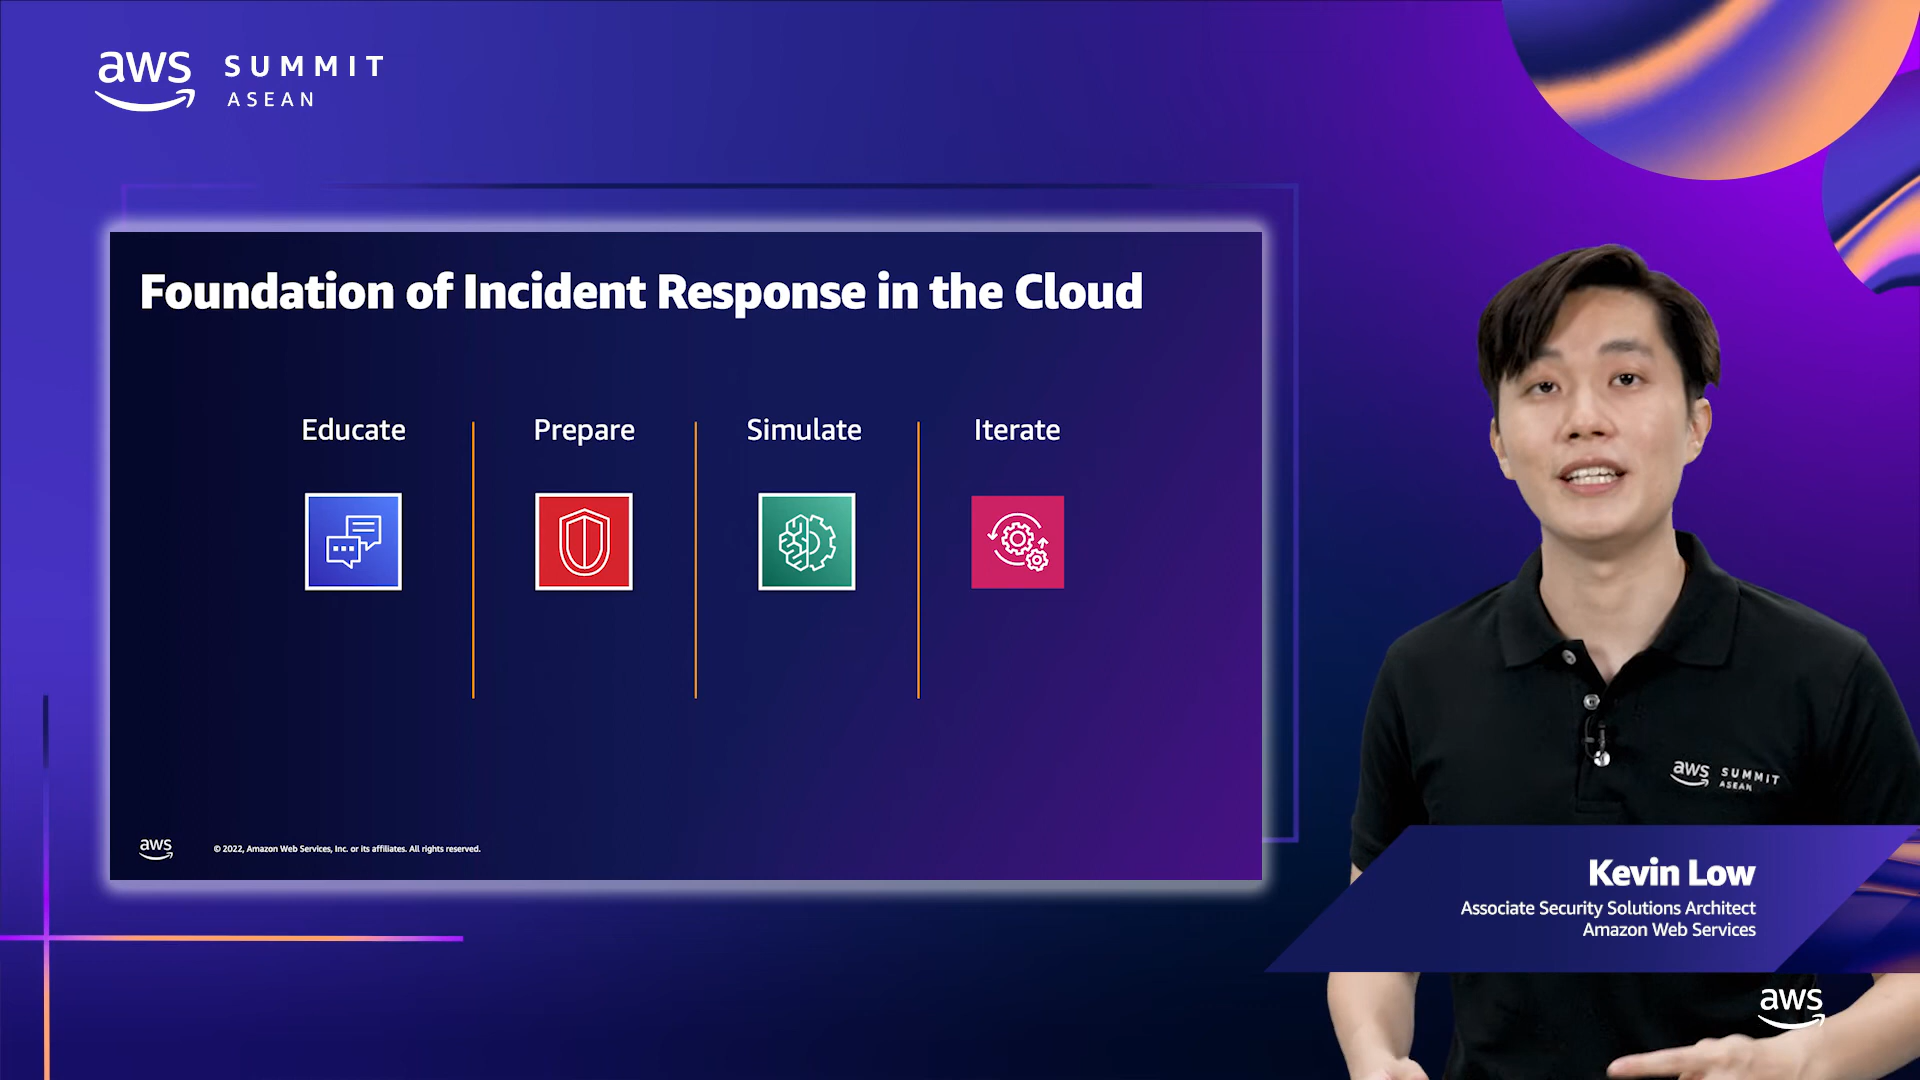 aws SUMMIT
ASEAN
Foundation of Incident Response in the Cloud
Educate
Prepare
Simulate
Iterate
aws
© 2022, Amazon Web Services, Inc. or its affiliates. All rights reserved.
aws SUMMIT
ASEAN
Kevin Low
Associate Security Solutions Architect
Amazon Web Services
aws